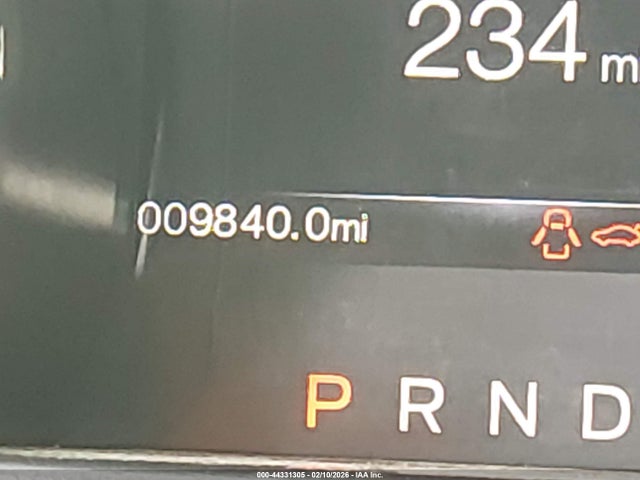 234 m
009840.0mi
P R N D
000-44331305 - 02/10/2026 - IAA Inc.